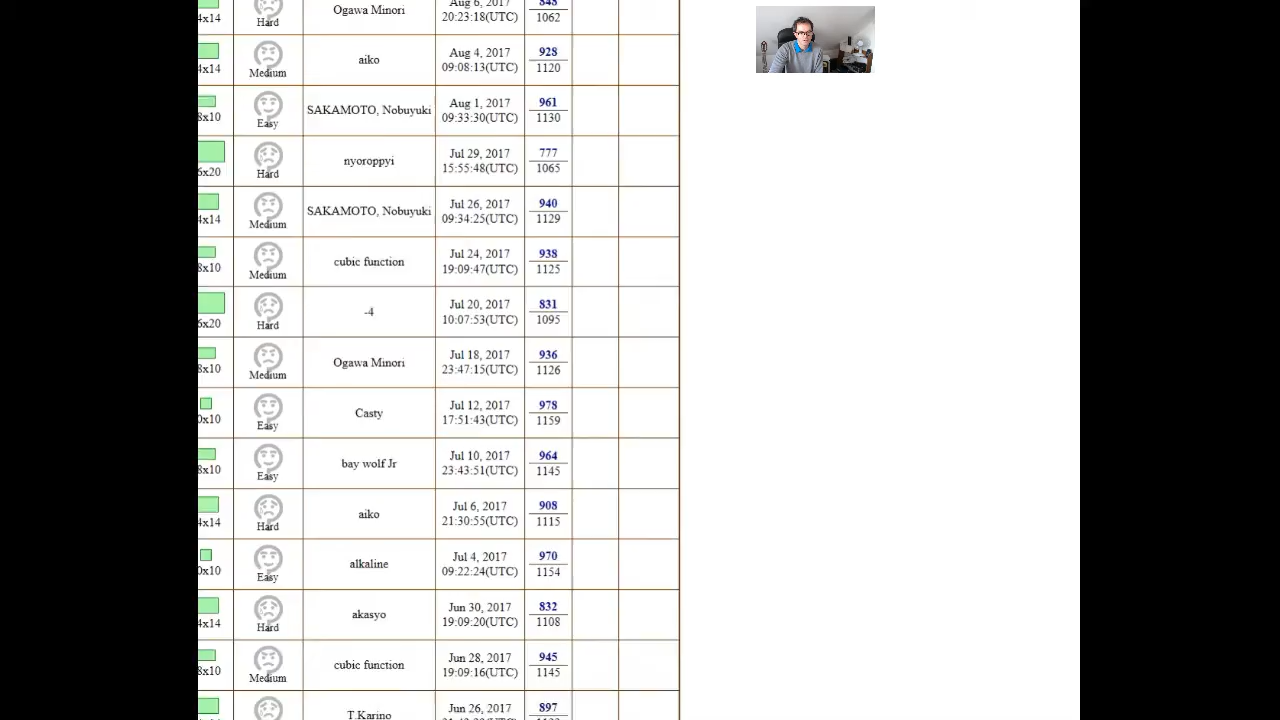 4x14
Hard
Ogawa Minori
Aug 6, 2017
20:23:18(UTC)
848
1062
4x14
Medium
aiko
Aug 4, 2017
09:08:13(UTC)
928
1120
8x10
Easy
SAKAMOTO, Nobuyuki
Aug 1, 2017
09:33:30(UTC)
961
1130
6x20
Hard
nyoroppyi
Jul 29, 2017
15:55:48(UTC)
777
1065
4x14
Medium
SAKAMOTO, Nobuyuki
Jul 26, 2017
09:34:25(UTC)
940
1129
8x10
Medium
cubic function
Jul 24, 2017
19:09:47(UTC)
938
1125
6x20
Hard
-4
Jul 20, 2017
10:07:53(UTC)
831
1095
8x10
Medium
Ogawa Minori
Jul 18, 2017
23:47:15(UTC)
936
1126
0x10
Easy
Casty
Jul 12, 2017
17:51:43(UTC)
978
1159
8x10
Easy
bay wolf Jr
Jul 10, 2017
23:43:51(UTC)
964
1145
4x14
Hard
aiko
Jul 6, 2017
21:30:55(UTC)
908
1115
0x10
Easy
alkaline
Jul 4, 2017
09:22:24(UTC)
970
1154
4x14
Hard
akasyo
Jun 30, 2017
19:09:20(UTC)
832
1108
8x10
Medium
cubic function
Jun 28, 2017
19:09:16(UTC)
945
1145
T.Karino
Jun 26, 2017
897